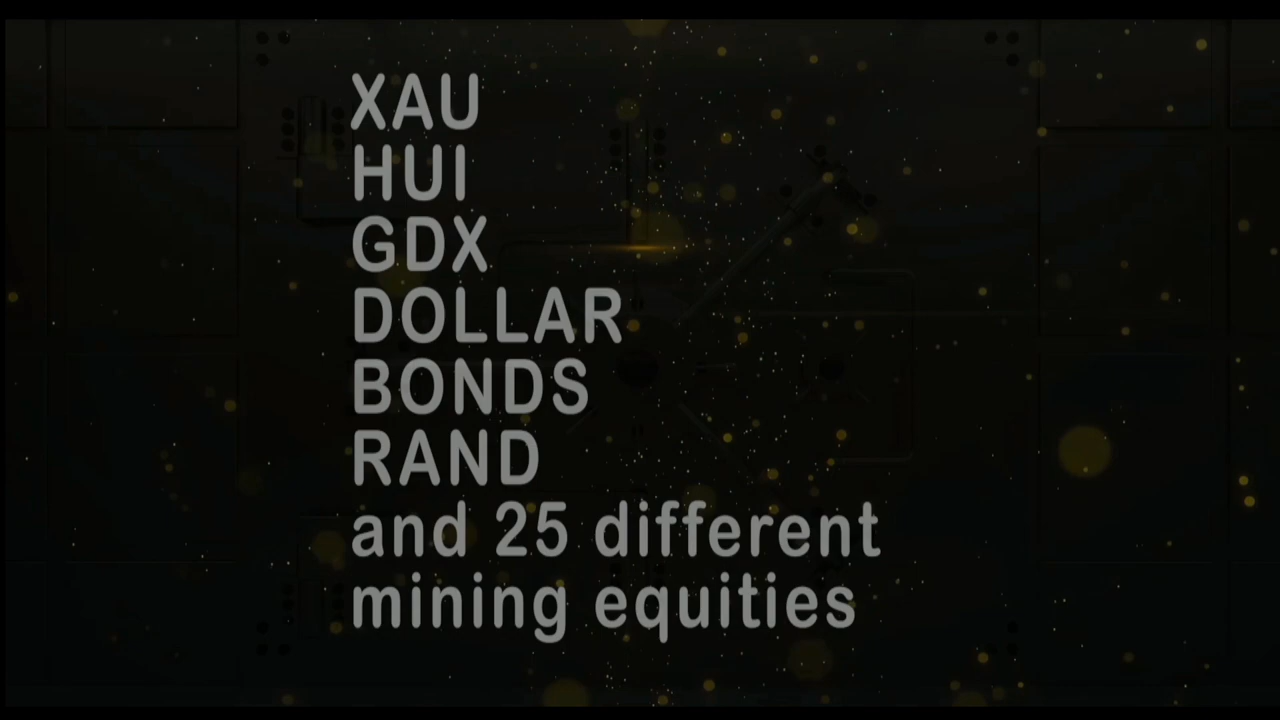 XAU
HUI
GDX
DOLLAR
BONDS
RAND
and 25 different
mining equities